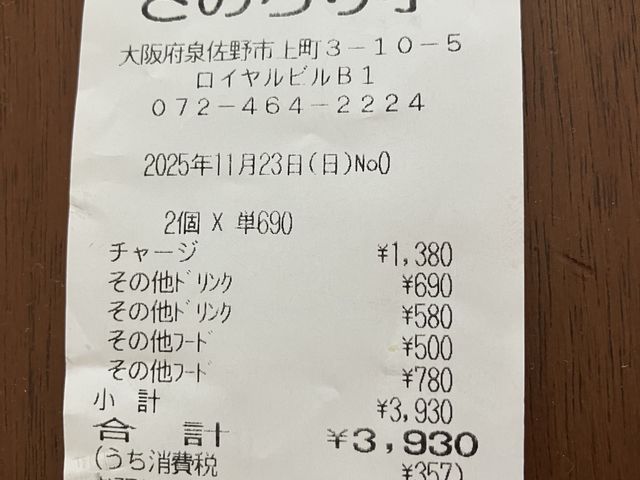 大阪府泉佐野市上町3-10-5
ロイヤルビルB1
072-464-2224
2025年11月23日(日)No0
2個 X 単690
チャージ ¥1,380
その他ドリンク ¥690
その他ドリンク ¥580
その他フード ¥500
その他フード ¥780
小 計 ¥3,930
合 計 ¥3,930
(うち消費税 ¥357)